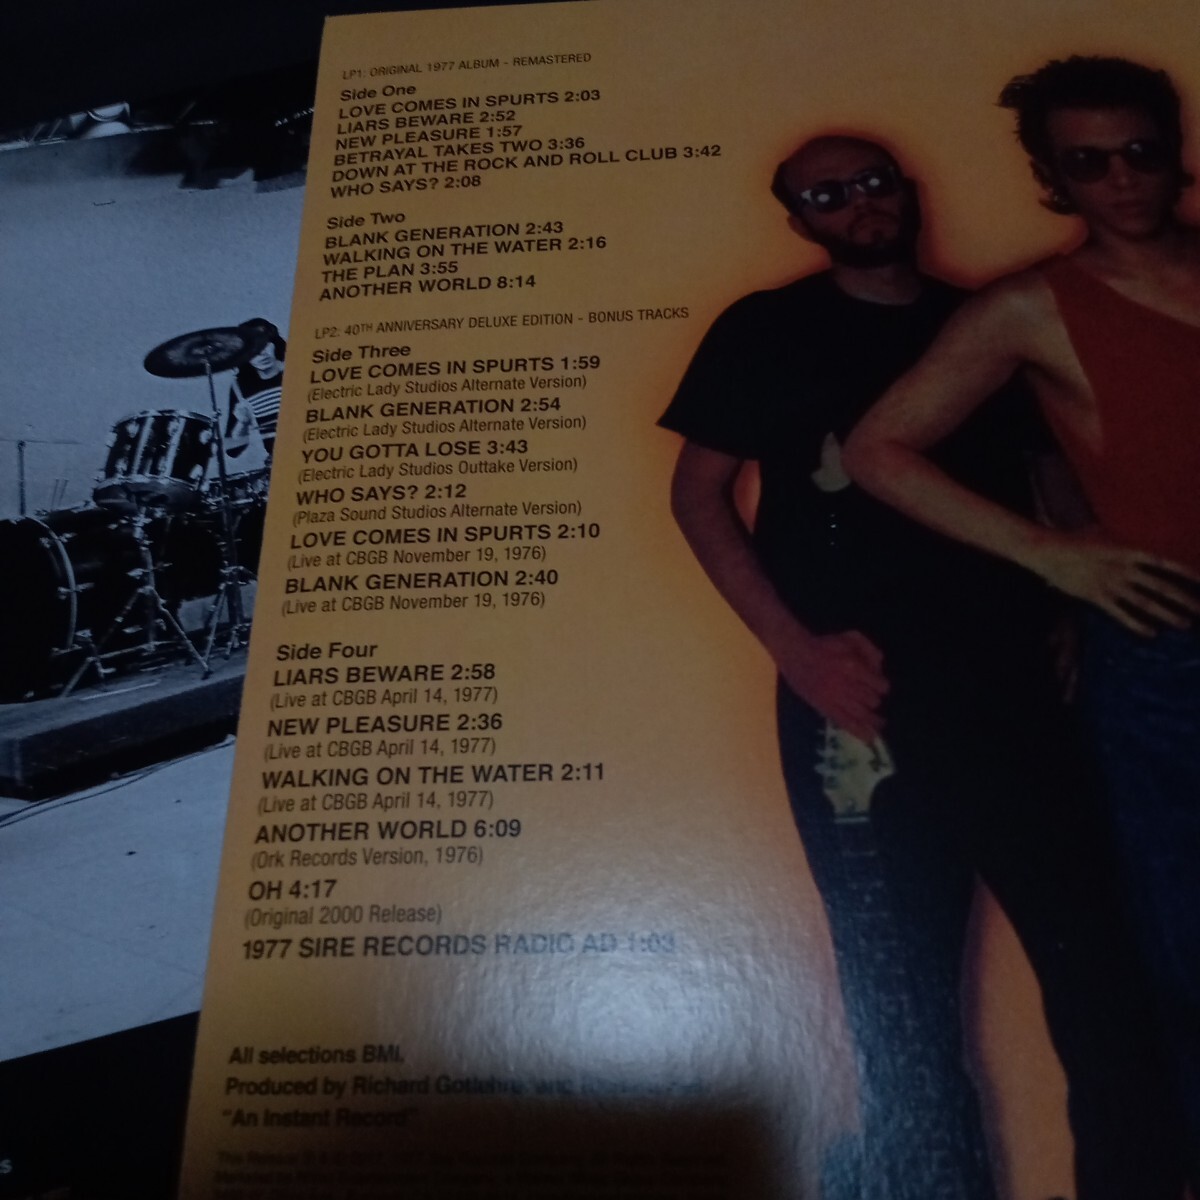 LP1: ORIGINAL 1977 ALBUM - REMASTERED
Side One
LOVE COMES IN SPURTS 2:03
LIARS BEWARE 2:52
NEW PLEASURE 1:57
BETRAYAL TAKES TWO 3:36
DOWN AT THE ROCK AND ROLL CLUB 3:42
WHO SAYS? 2:08
Side Two
BLANK GENERATION 2:43
WALKING ON THE WATER 2:16
THE PLAN 3:55
ANOTHER WORLD 8:14
LP2: 40TH ANNIVERSARY DELUXE EDITION - BONUS TRACKS
Side Three
LOVE COMES IN SPURTS 1:59
(Electric Lady Studios Alternate Version)
BLANK GENERATION 2:54
(Electric Lady Studios Alternate Version)
YOU GOTTA LOSE 3:43
(Electric Lady Studios Outtake Version)
WHO SAYS? 2:12
(Plaza Sound Studios Alternate Version)
LOVE COMES IN SPURTS 2:10
(Live at CBGB November 19, 1976)
BLANK GENERATION 2:40
(Live at CBGB November 19, 1976)
Side Four
LIARS BEWARE 2:58
(Live at CBGB April 14, 1977)
NEW PLEASURE 2:36
(Live at CBGB April 14, 1977)
WALKING ON THE WATER 2:11
(Live at CBGB April 14, 1977)
ANOTHER WORLD 6:09
(Ork Records Version, 1976)
OH 4:17
(Original 2000 Release)
1977 SIRE RECORDS RADIO AD 1:03
All selections BMI.
Produced by Richard
"An Instant Record"